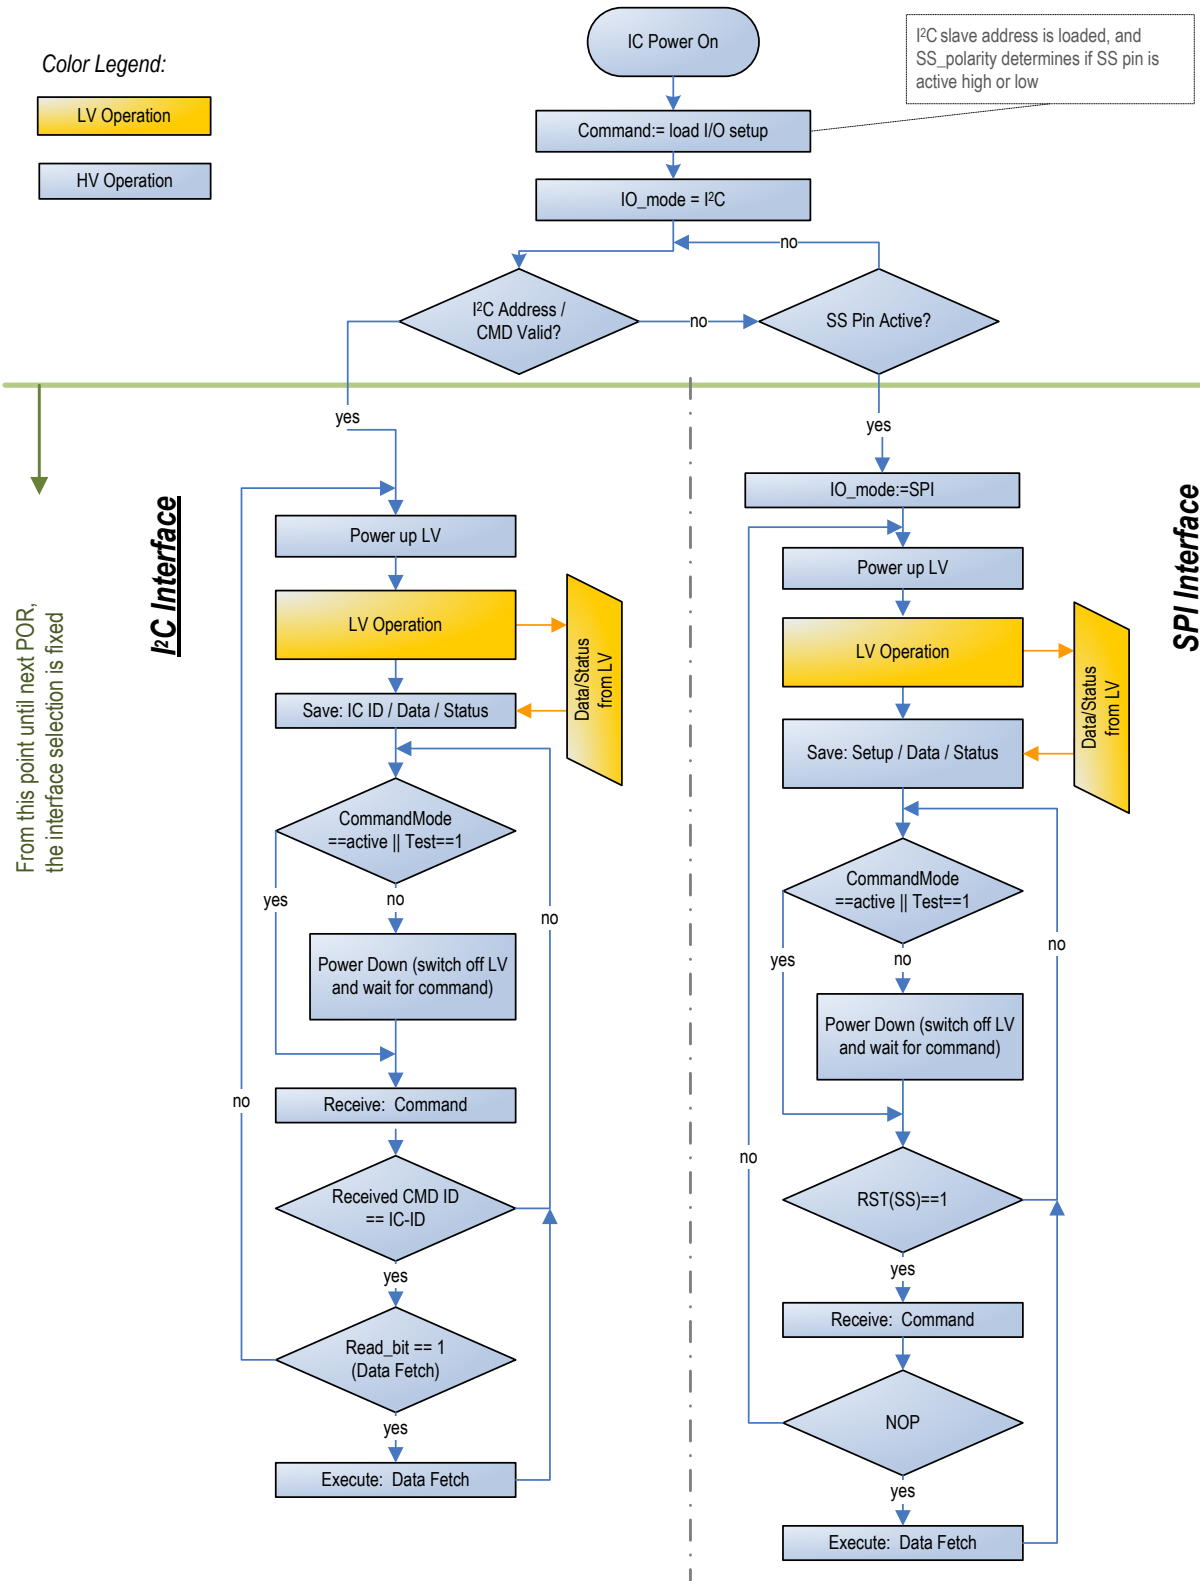 IC Power On
I²C slave address is loaded, and
SS_polarity determines if SS pin is
active high or low
Color Legend:
LV Operation
HV Operation
Command:= load I/O setup
IO_mode = I²C
no
I²C Address /
CMD Valid?
no
SS Pin Active?
yes
yes
From this point until next POR,
the interface selection is fixed
I²C Interface
Power up LV
LV Operation
Data/Status
from LV
Save: IC ID / Data / Status
CommandMode
==active || Test==1
yes
no
no
Power Down (switch off LV
and wait for command)
no
Receive: Command
Received CMD ID
== IC-ID
yes
Read_bit == 1
(Data Fetch)
yes
Execute: Data Fetch
SPI Interface
IO_mode:=SPI
Power up LV
LV Operation
Data/Status
from LV
Save: Setup / Data / Status
CommandMode
==active || Test==1
yes
no
no
Power Down (switch off LV
and wait for command)
no
RST(SS)==1
yes
Receive: Command
NOP
yes
Execute: Data Fetch